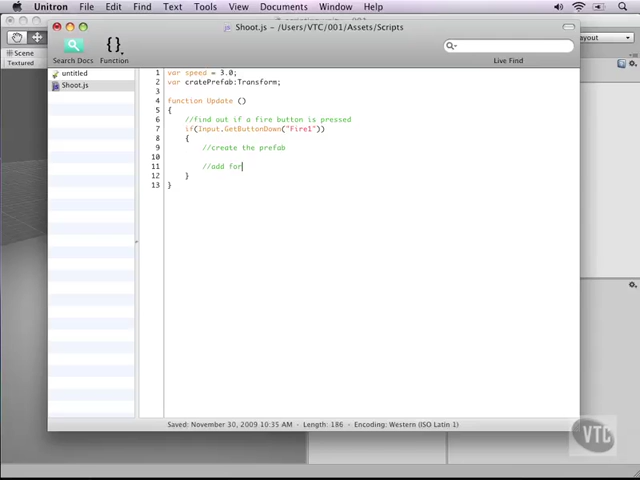 Unitron File Edit Find Text Tools View Documents Window Help
Shoot.js – /Users/VTC/001/Assets/Scripts
Search Docs Function Live Find
Scene
Textured
Layout
untitled
Shoot.js
1 var speed = 3.0;
2 var cratePrefab:Transform;
3
4 function Update ()
5 {
6 //find out if a fire button is pressed
7 if(Input.GetButtonDown("Fire1"))
8 {
9 //create the prefab
10
11 //add for
12 }
13 }
Saved: November 30, 2009 10:35 AM - Length: 186 - Encoding: Western (ISO Latin 1)
VTC